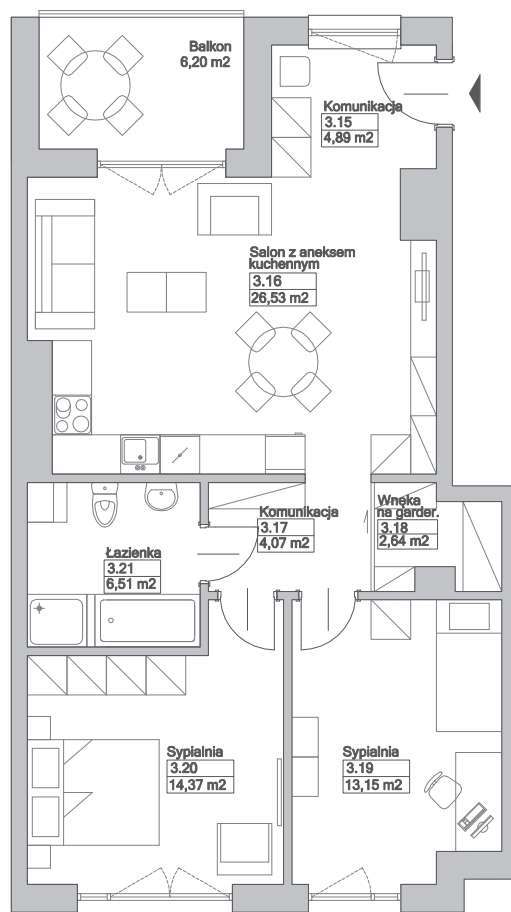 Balkon
6,20 m2
Komunikacja
3.15
4,89 m2
Salon z aneksem
kuchennym
3.16
26,53 m2
Komunikacja
3.17
4,07 m2
Wnęka
na garder.
3.18
2,64 m2
Łazienka
3.21
6,51 m2
Sypialnia
3.20
14,37 m2
Sypialnia
3.19
13,15 m2